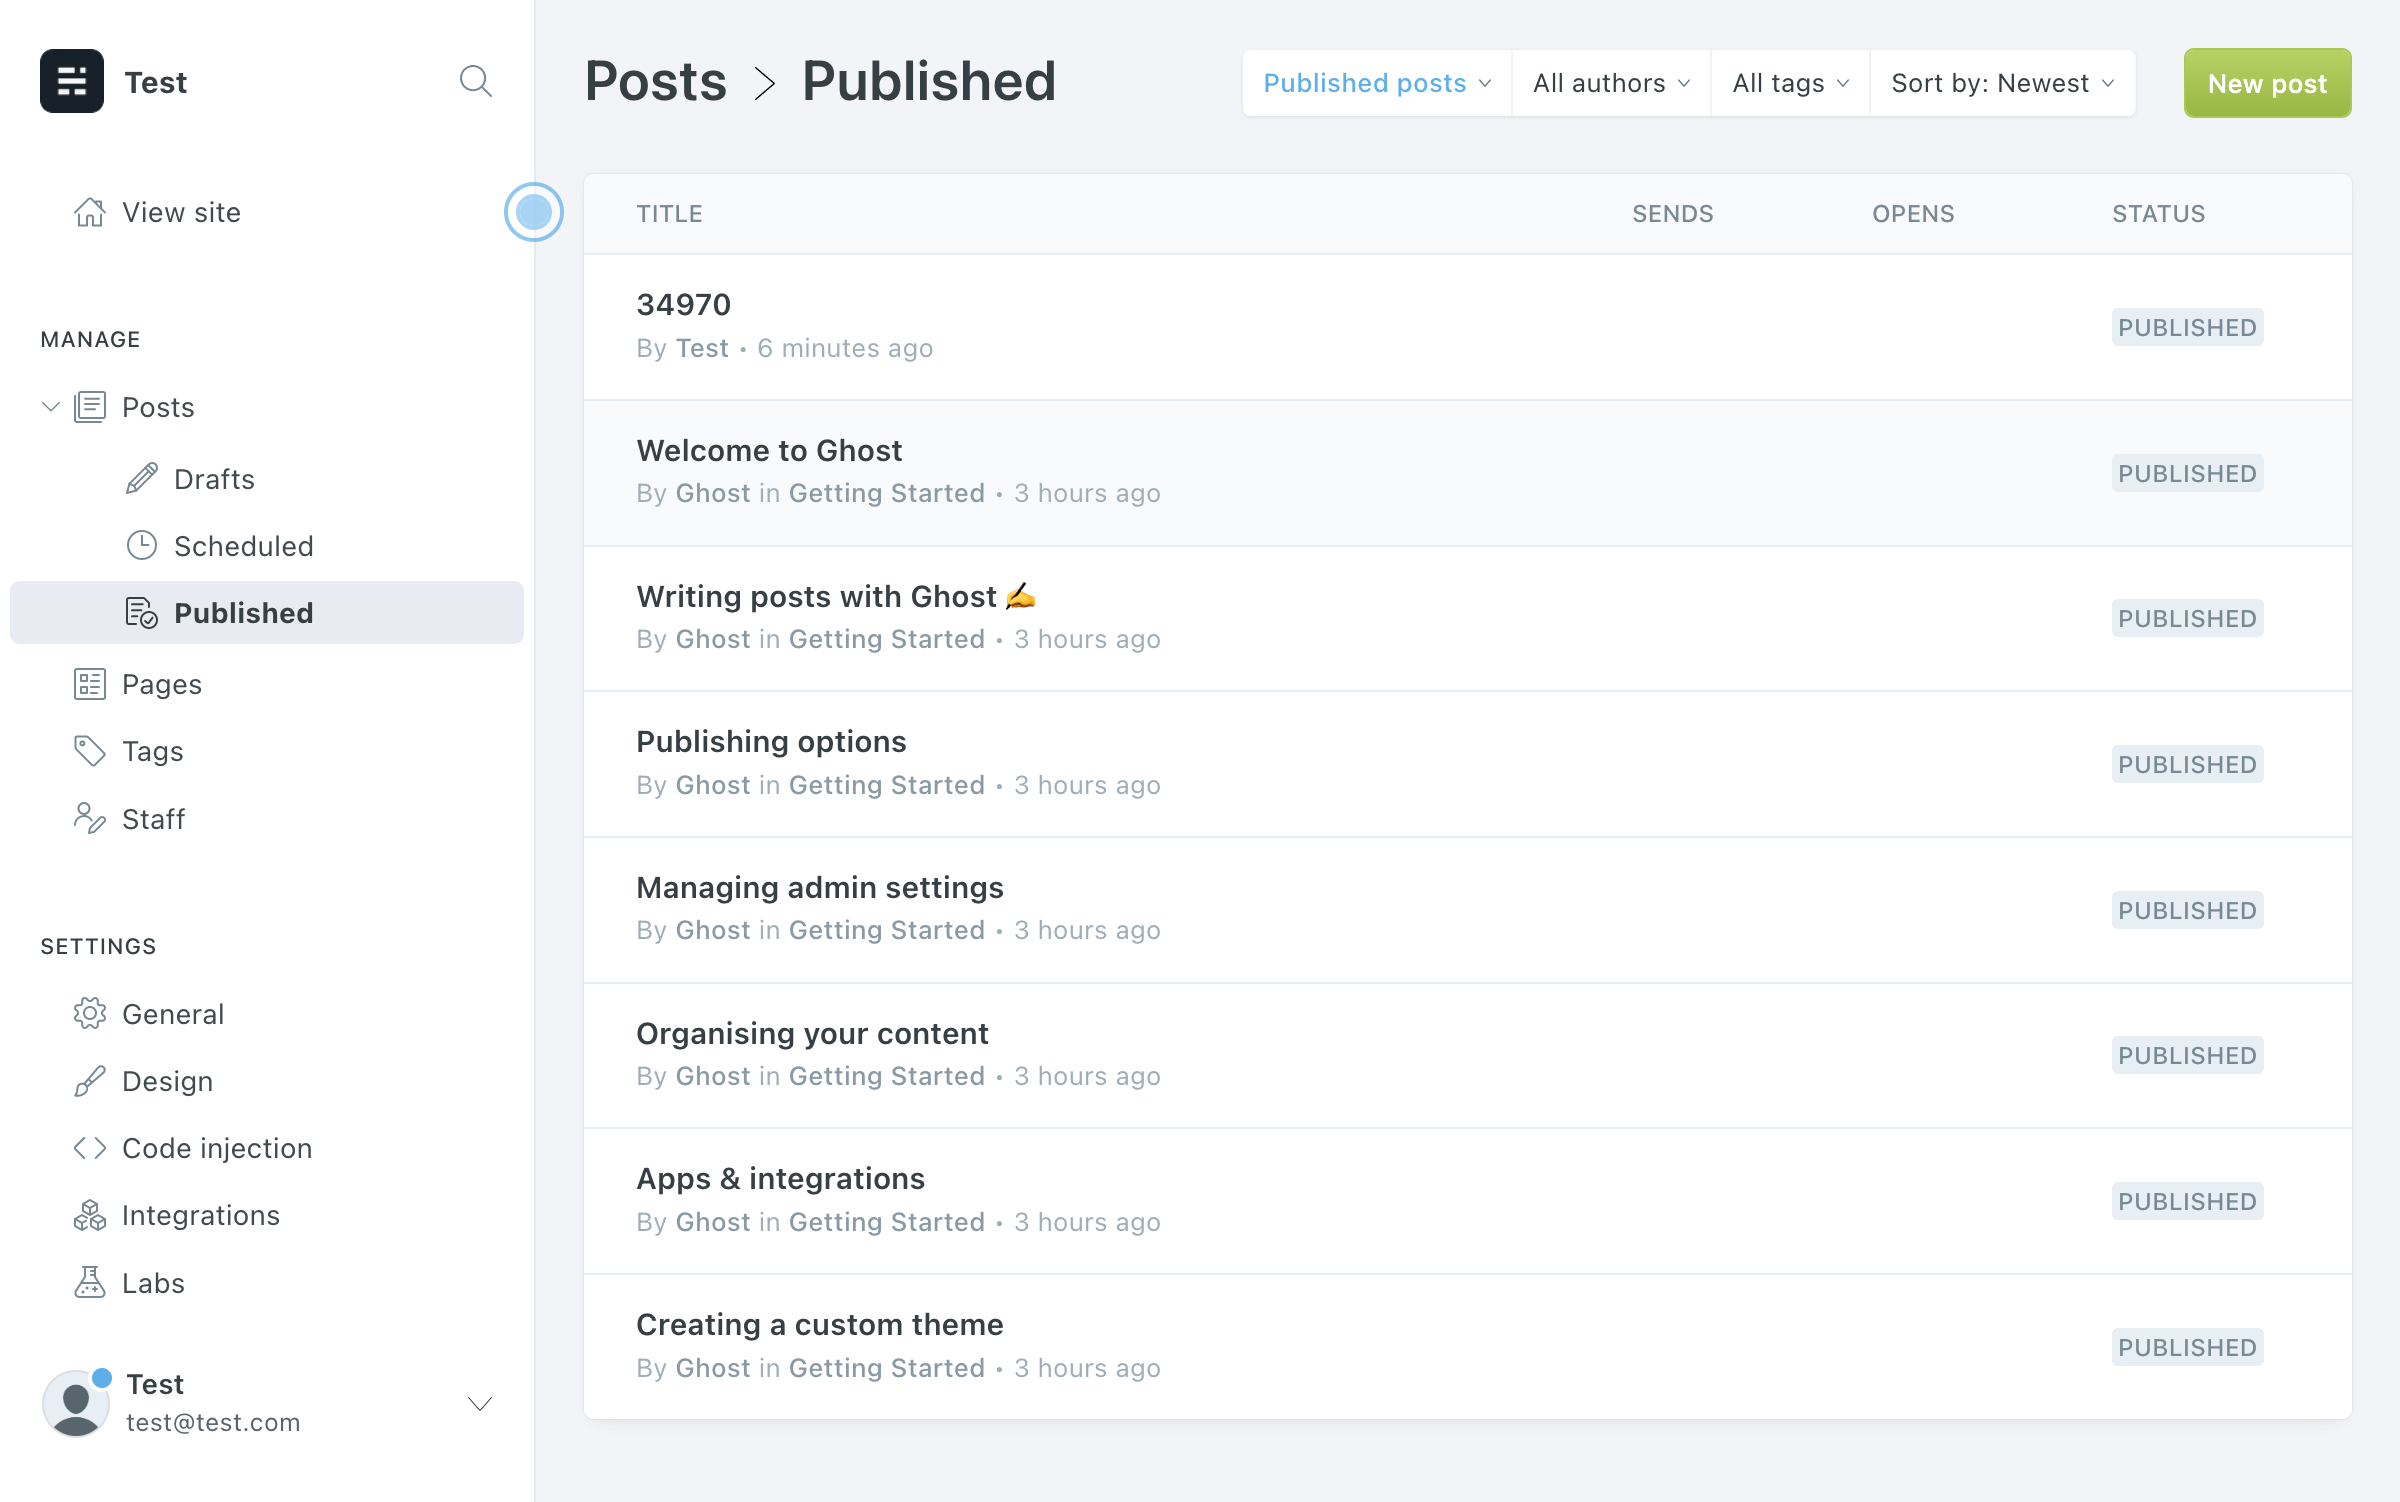 Test
View site
MANAGE
Posts
Drafts
Scheduled
Published
Pages
Tags
Staff
SETTINGS
General
Design
Code injection
Integrations
Labs
Test
test@test.com
Posts > Published
Published posts
All authors
All tags
Sort by: Newest
New post
TITLE SENDS OPENS STATUS
34970
By Test • 6 minutes ago
PUBLISHED
Welcome to Ghost
By Ghost in Getting Started • 3 hours ago
PUBLISHED
Writing posts with Ghost ✍️
By Ghost in Getting Started • 3 hours ago
PUBLISHED
Publishing options
By Ghost in Getting Started • 3 hours ago
PUBLISHED
Managing admin settings
By Ghost in Getting Started • 3 hours ago
PUBLISHED
Organising your content
By Ghost in Getting Started • 3 hours ago
PUBLISHED
Apps & integrations
By Ghost in Getting Started • 3 hours ago
PUBLISHED
Creating a custom theme
By Ghost in Getting Started • 3 hours ago
PUBLISHED